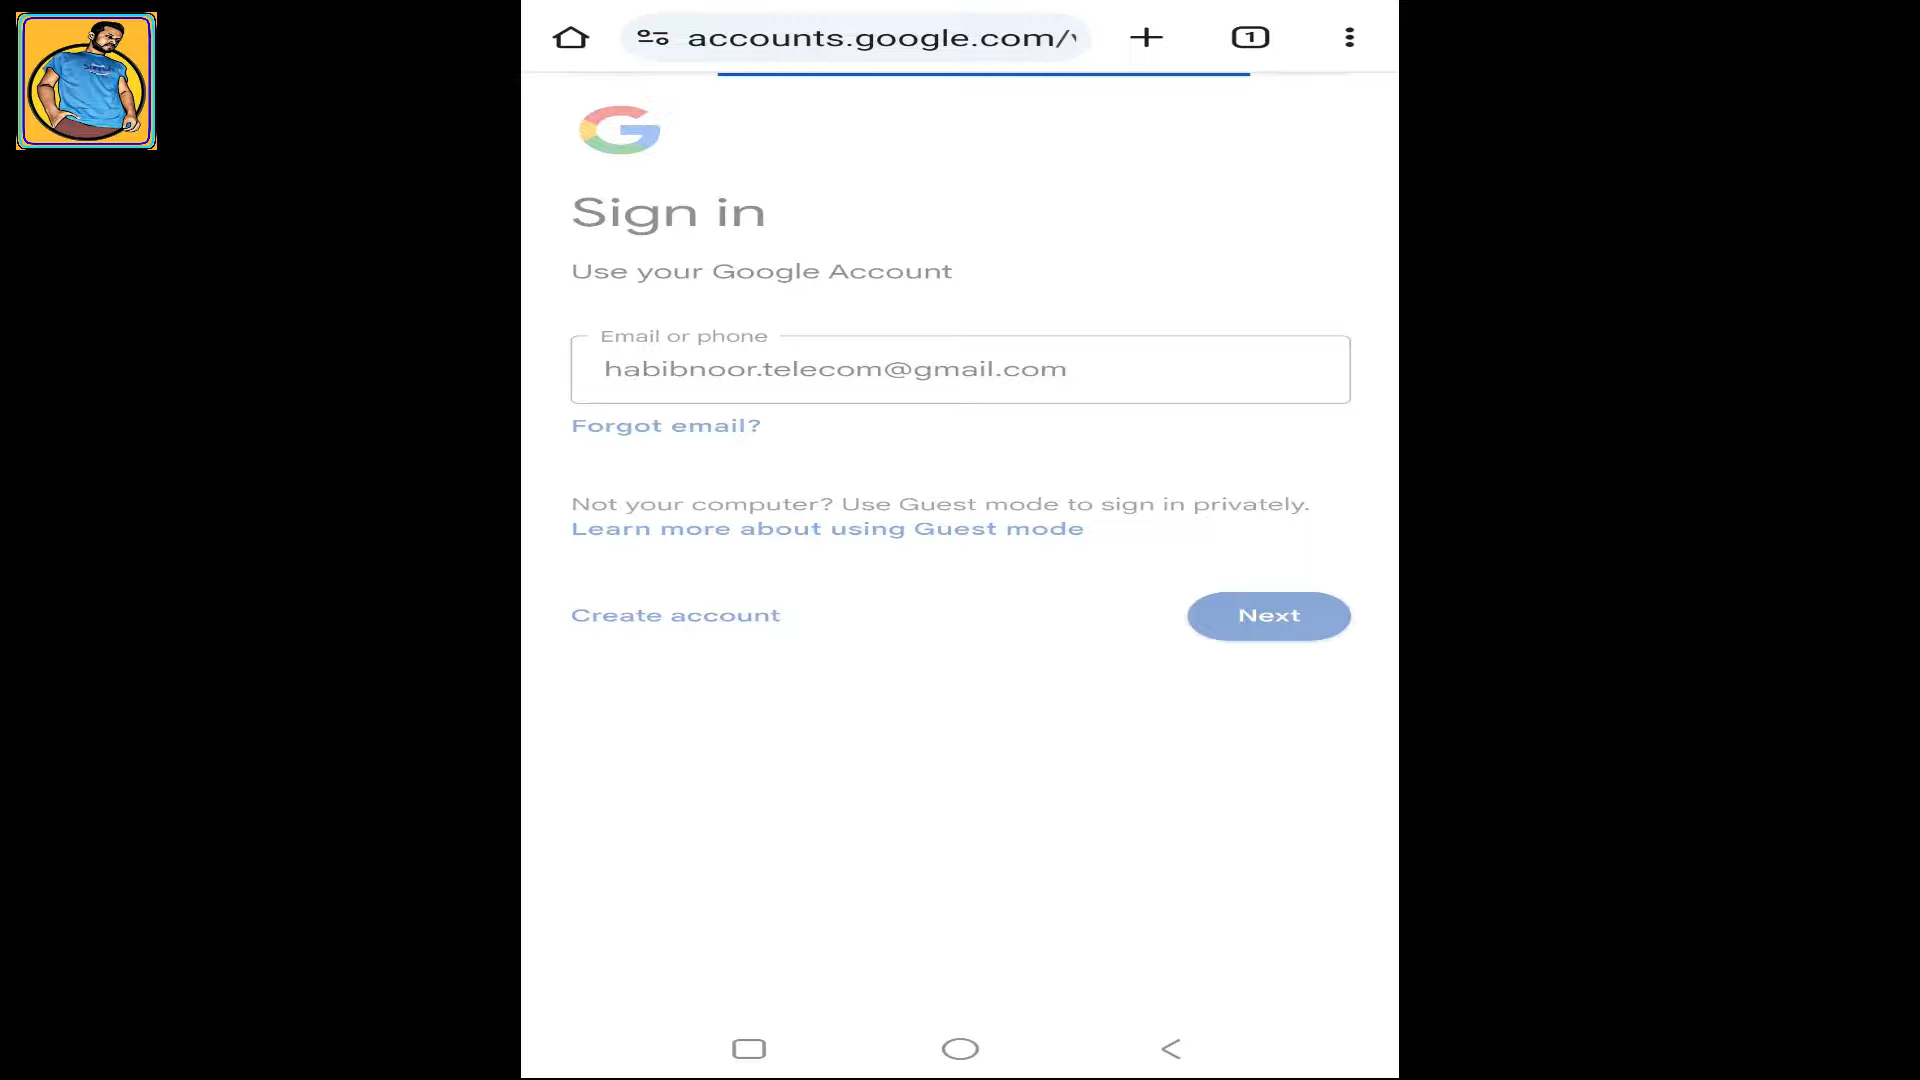 accounts.google.com/
1
Sign in
Use your Google Account
Email or phone
habibnoor.telecom@gmail.com
Forgot email?
Not your computer? Use Guest mode to sign in privately.
Learn more about using Guest mode
Create account
Next